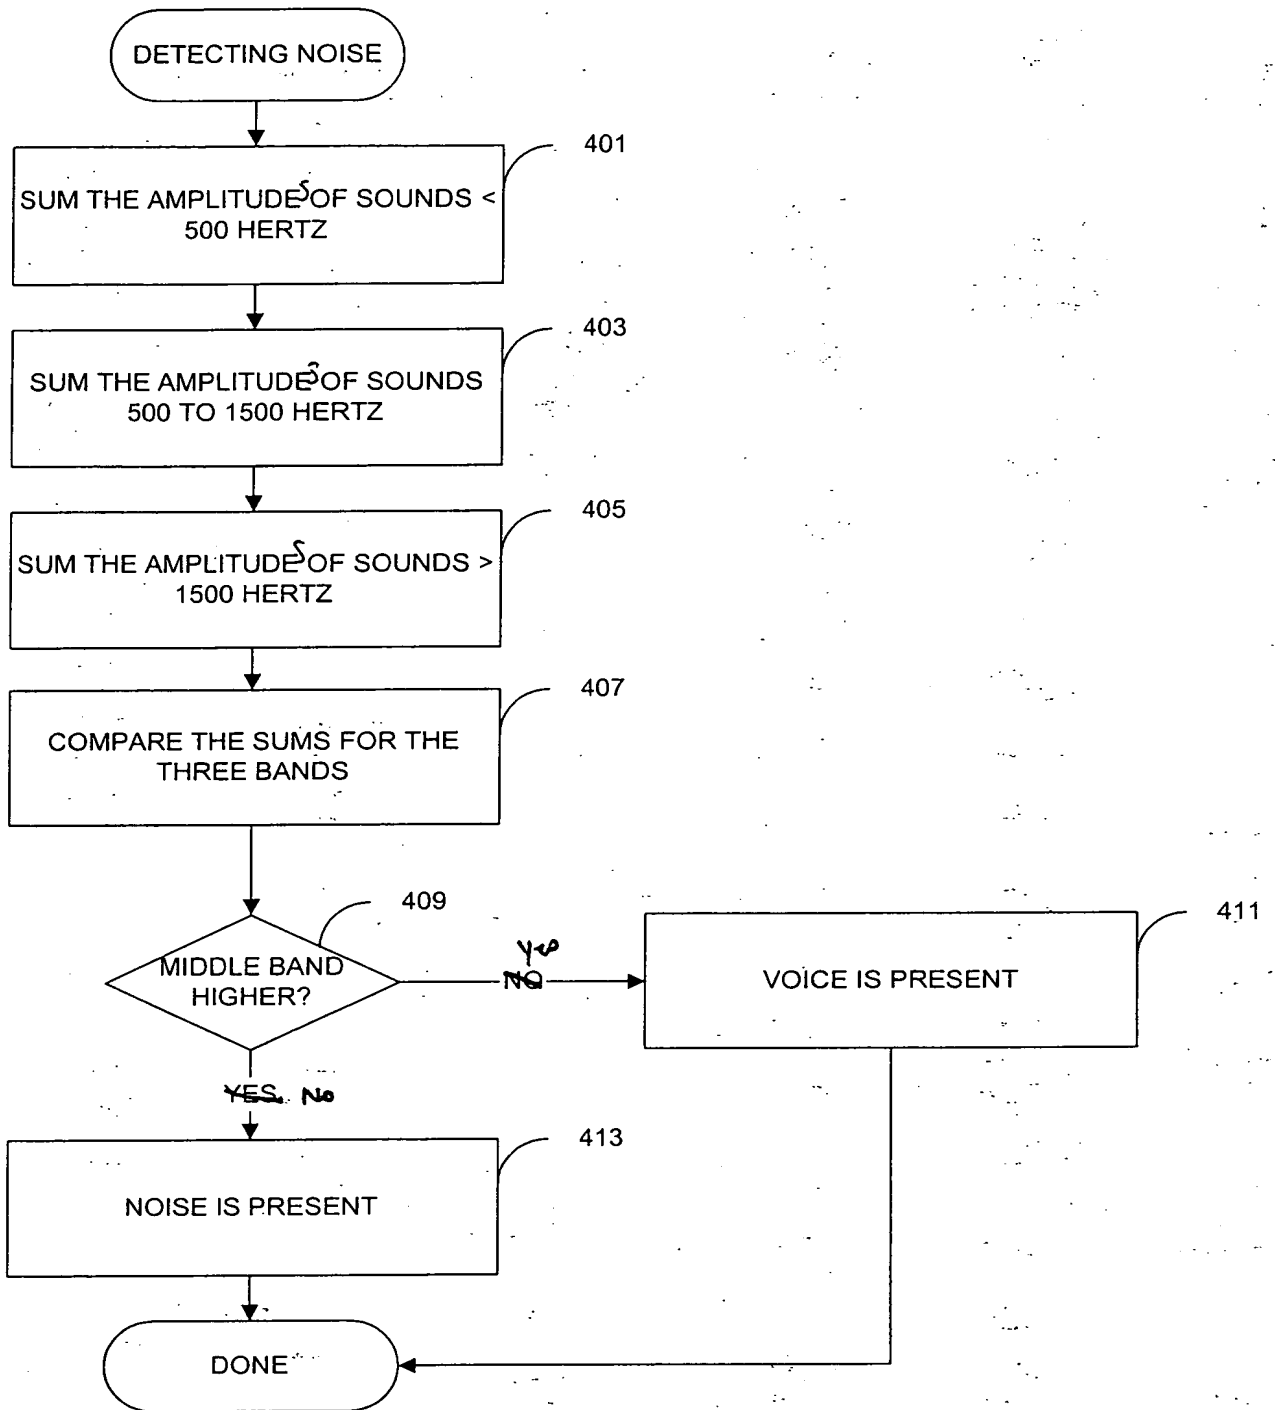 DETECTING NOISE
401
SUM THE AMPLITUDES OF SOUNDS <
500 HERTZ
403
SUM THE AMPLITUDES OF SOUNDS
500 TO 1500 HERTZ
405
SUM THE AMPLITUDES OF SOUNDS >
1500 HERTZ
407
COMPARE THE SUMS FOR THE
THREE BANDS
409
MIDDLE BAND
HIGHER?
Yes
NO
411
VOICE IS PRESENT
YES No
413
NOISE IS PRESENT
DONE